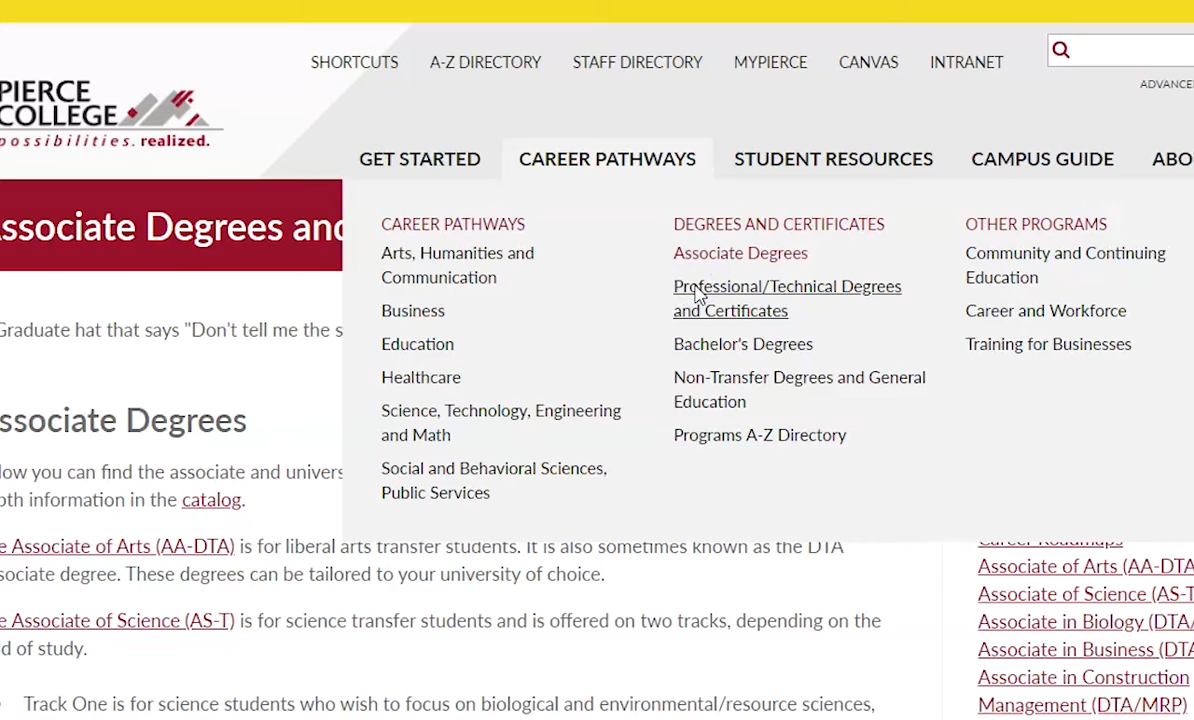 SHORTCUTS A-Z DIRECTORY STAFF DIRECTORY MYPIERCE CANVAS INTRANET
PIERCE
COLLEGE
possibilities. realized.
GET STARTED CAREER PATHWAYS STUDENT RESOURCES CAMPUS GUIDE
ssociate Degrees and
CAREER PATHWAYS
Arts, Humanities and
Communication
Business
Education
Healthcare
Science, Technology, Engineering
and Math
Social and Behavioral Sciences,
Public Services
DEGREES AND CERTIFICATES
Associate Degrees
Professional/Technical Degrees
and Certificates
Bachelor's Degrees
Non-Transfer Degrees and General
Education
Programs A-Z Directory
OTHER PROGRAMS
Community and Continuing
Education
Career and Workforce
Training for Businesses
Graduate hat that says "Don't tell me the s
ssociate Degrees
low you can find the associate and univers
pth information in the catalog.
e Associate of Arts (AA-DTA) is for liberal arts transfer students. It is also sometimes known as the DTA
sociate degree. These degrees can be tailored to your university of choice.
e Associate of Science (AS-T) is for science transfer students and is offered on two tracks, depending on the
d of study.
Track One is for science students who wish to focus on biological and environmental/resource sciences,
Career Roadmaps
Associate of Arts (AA-DTA
Associate of Science (AS-T
Associate in Biology (DTA/
Associate in Business (DTA
Associate in Construction
Management (DTA/MRP)